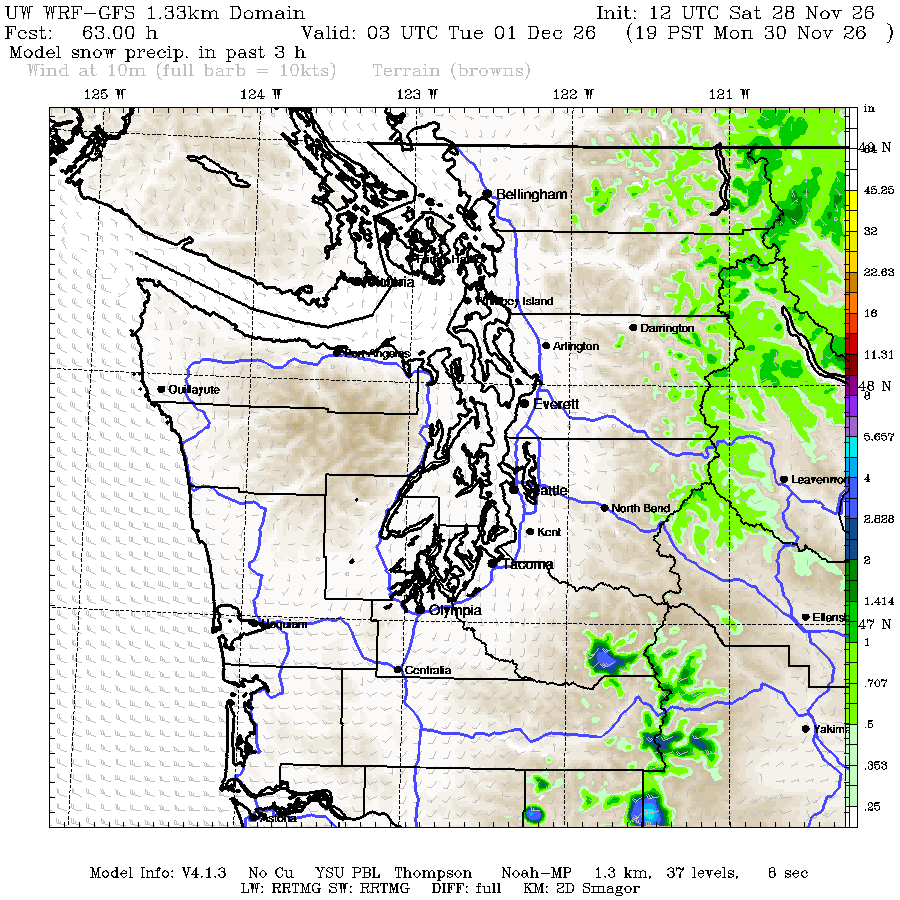 UW WRF-GFS 1.33km Domain Init: 12 UTC Sat 28 Nov 26
Fcst: 63.00 h Valid: 03 UTC Tue 01 Dec 26 (19 PST Mon 30 Nov 26 )
Model snow precip. in past 3 h
Wind at 10m (full barb = 10kts) Terrain (browns)
125 W 124 W 123 W 122 W 121 W
in
49 N
Bellingham
45.25
32
Victoria
22.63
Whidbey Island
16
Darrington
Arlington
Port Angeles
11.31
Quillayute
48 N
8
Everett
5.657
4
Leavenwor
Seattle
North Bend
2.828
Kent
Tacoma
2
1.414
Olympia
Ellens
Hoquiam
47 N
1
Centralia
.707
.5
Yakima
.353
.25
Astoria
Model Info: V4.1.3 No Cu YSU PBL Thompson Noah-MP 1.3 km, 37 levels, 8 sec
LW: RRTMG SW: RRTMG DIFF: full KM: 2D Smagor